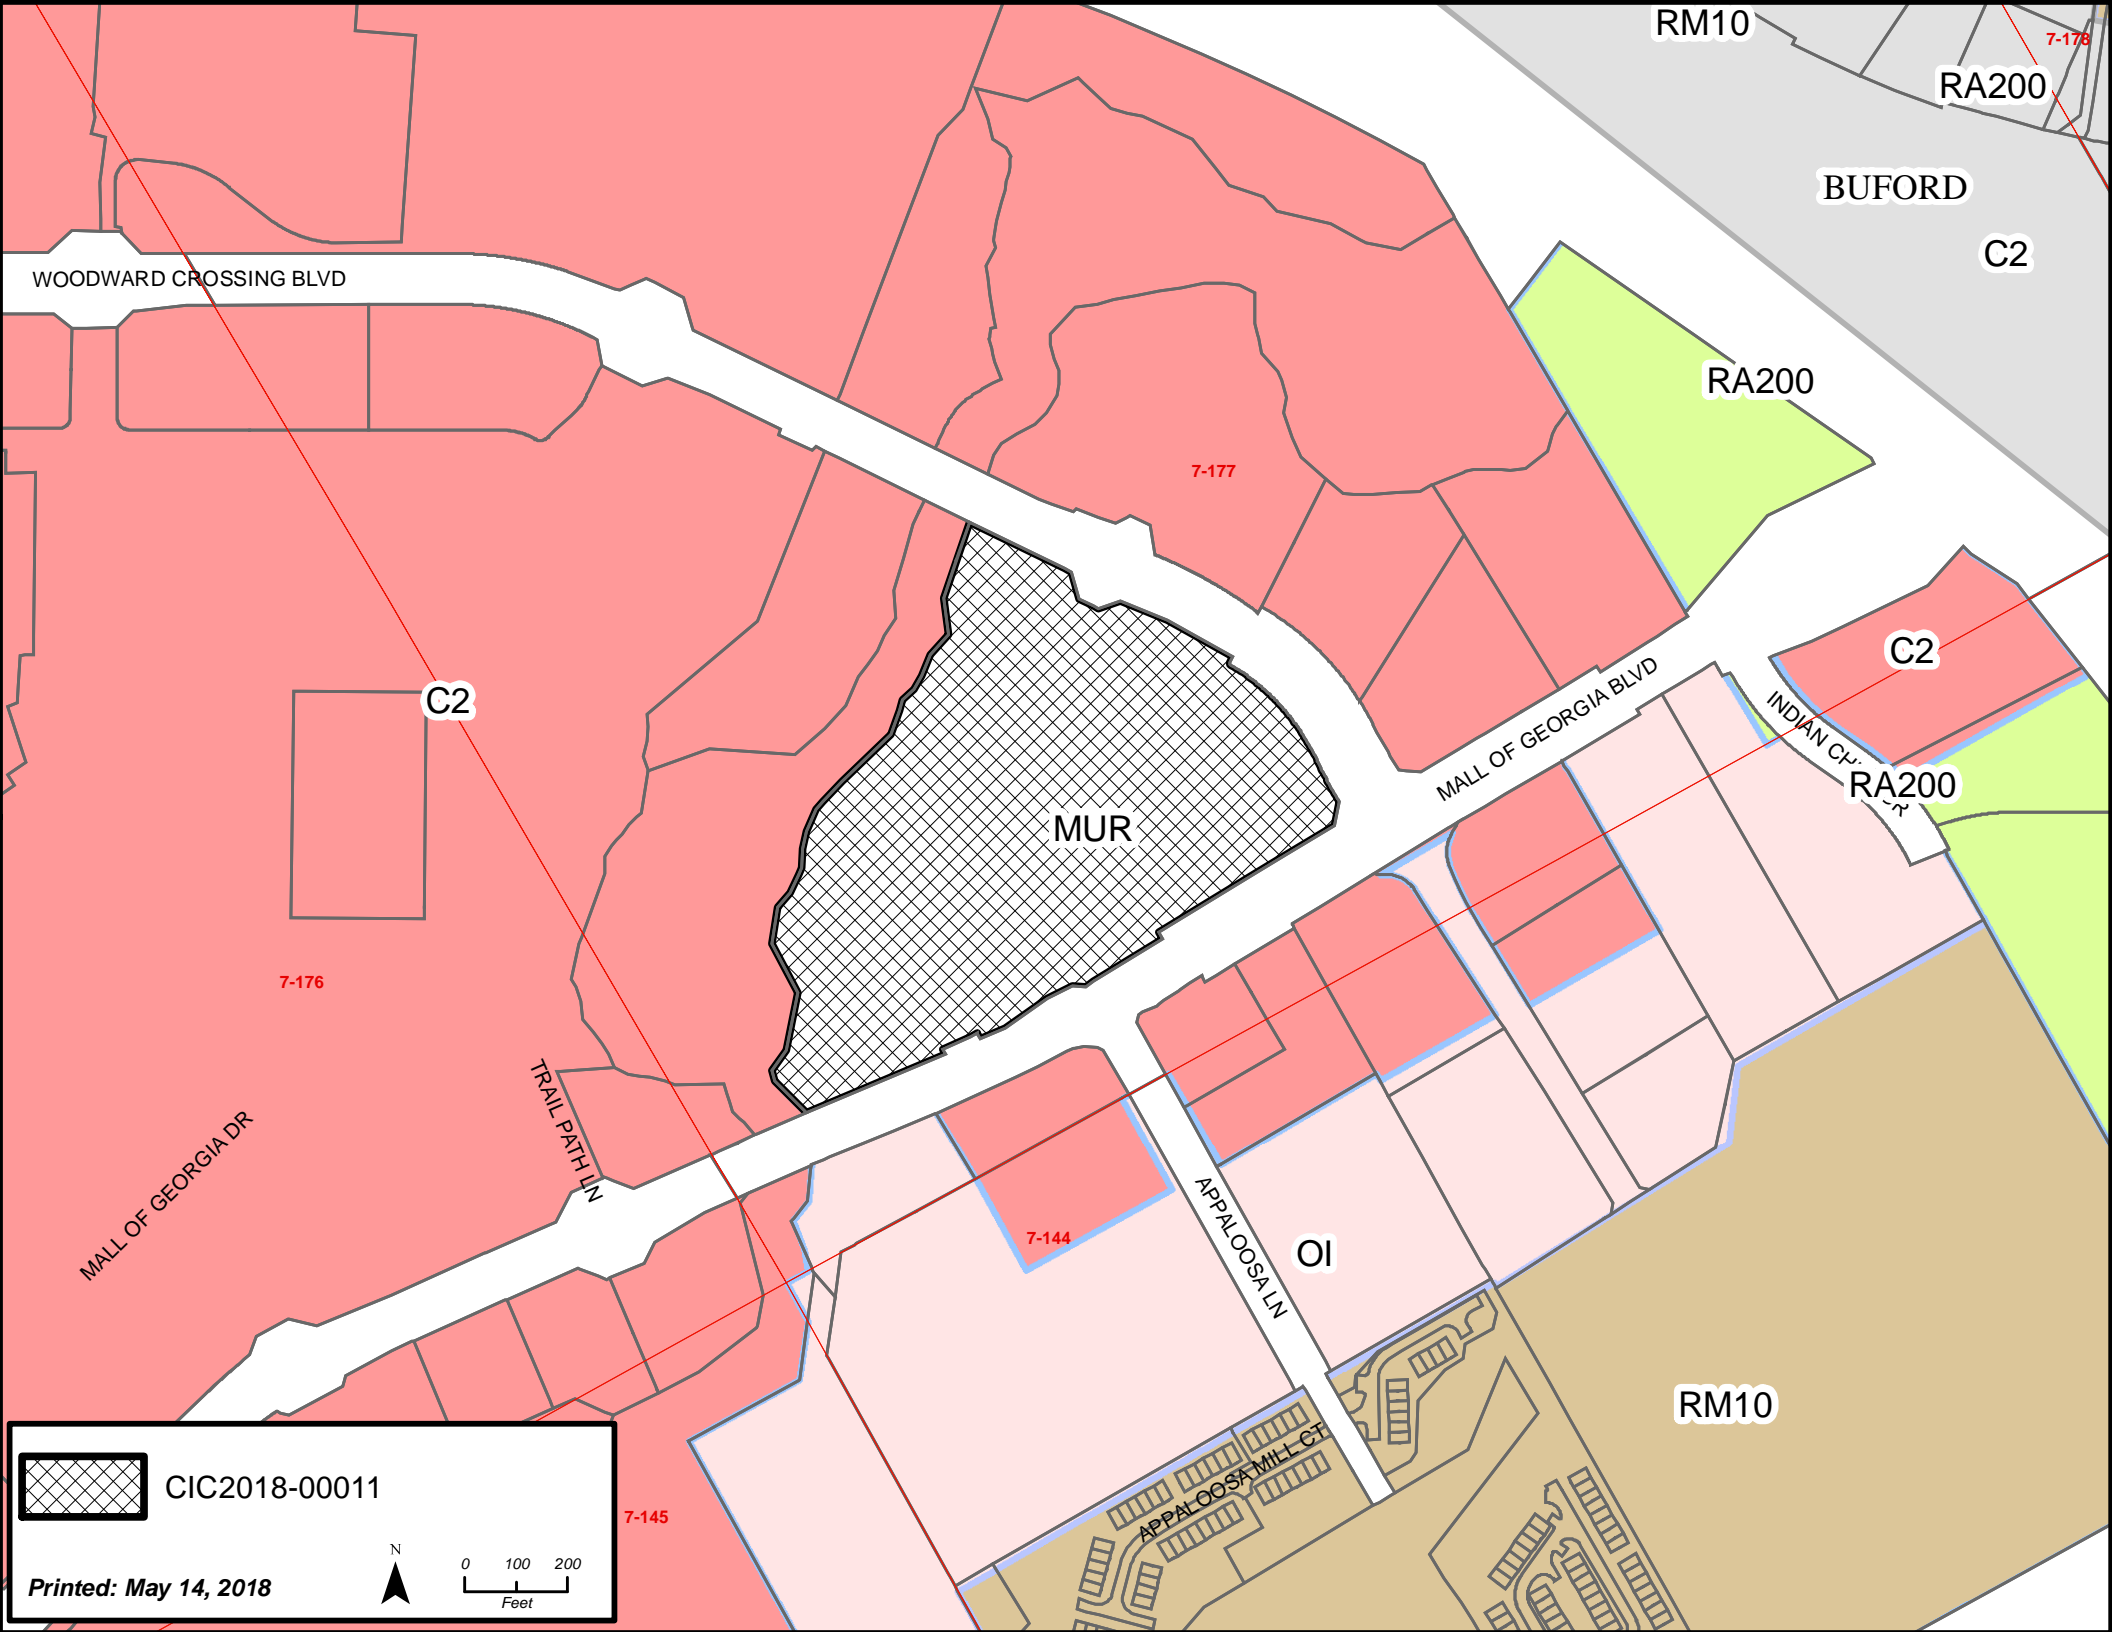 RM10
7-178
RA200
BUFORD
C2
WOODWARD CROSSING BLVD
RA200
7-177
C2
MALL OF GEORGIA BLVD
C2
INDIAN
RA200
MUR
7-176
TRAIL PATH LN
MALL OF GEORGIA DR
7-144
APPALOOSA LN
OI
RM10
APPALOOSA MILL CT
7-145
CIC2018-00011
N
0 100 200
Feet
Printed: May 14, 2018